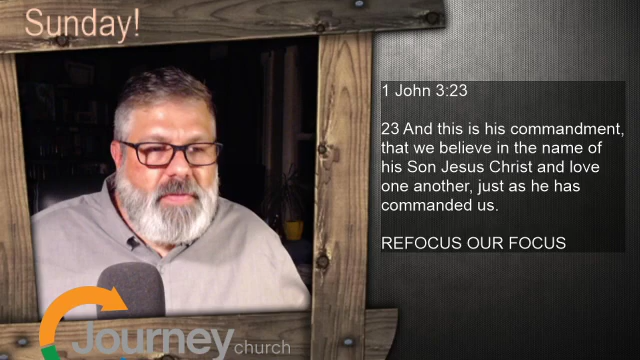 Sunday!
1 John 3:23
23 And this is his commandment,
that we believe in the name of
his Son Jesus Christ and love
one another, just as he has
commanded us.
REFOCUS OUR FOCUS
Journey church